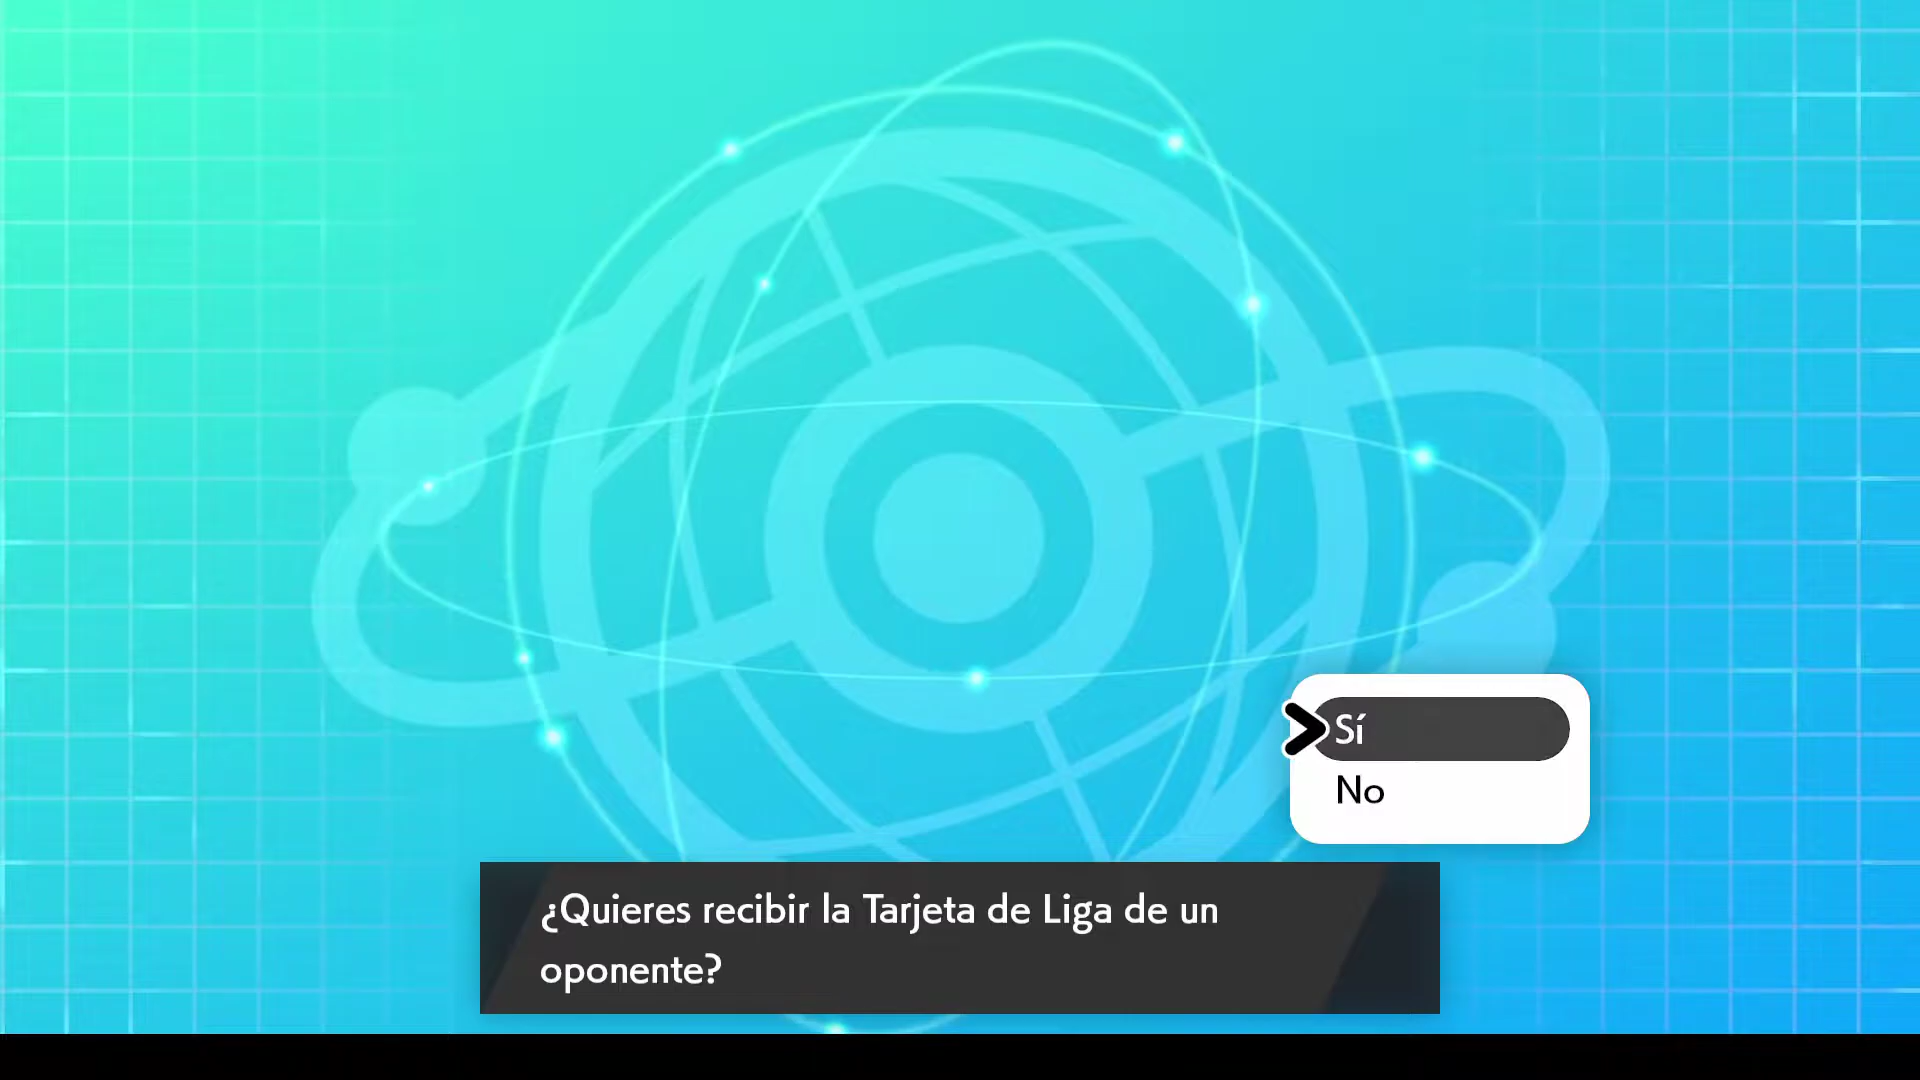 Sí
No
¿Quieres recibir la Tarjeta de Liga de un
oponente?